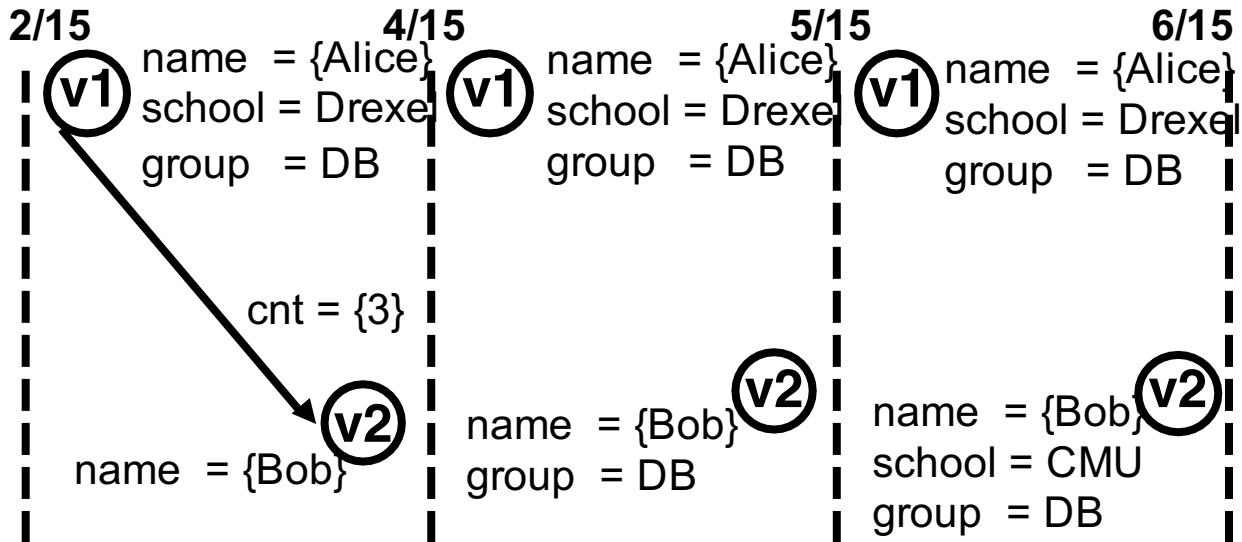 2/15 4/15 5/15 6/15
v1
name = {Alice}
school = Drexel
group = DB
cnt = {3}
v2
name = {Bob}
v1
name = {Alice}
school = Drexel
group = DB
v2
name = {Bob}
group = DB
v1
name = {Alice}
school = Drexel
group = DB
v2
name = {Bob}
school = CMU
group = DB